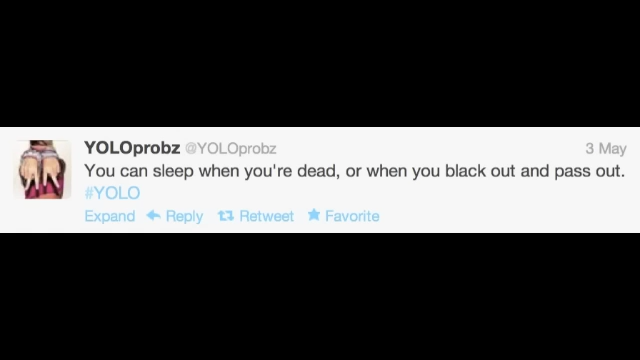 YOLOprobz @YOLOprobz 3 May
You can sleep when you're dead, or when you black out and pass out.
#YOLO
Expand Reply Retweet Favorite